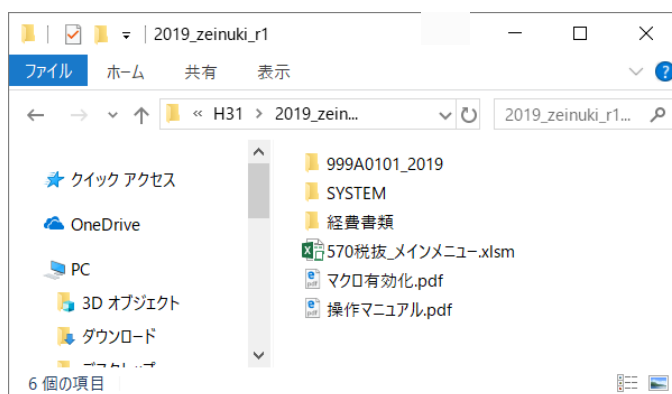 2019_zeinuki_r1
ファイル ホーム 共有 表示
« H31 > 2019_zein... 2019_zeinuki_r1...
クイック アクセス
OneDrive
PC
3D オブジェクト
ダウンロード
999A0101_2019
SYSTEM
経費書類
570税抜_メインメニュー.xlsm
マクロ有効化.pdf
操作マニュアル.pdf
6 個の項目